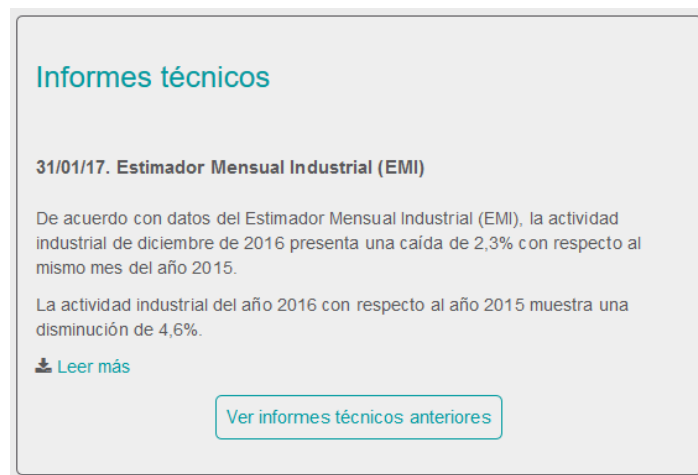 Informes técnicos
31/01/17. Estimador Mensual Industrial (EMI)
De acuerdo con datos del Estimador Mensual Industrial (EMI), la actividad
industrial de diciembre de 2016 presenta una caída de 2,3% con respecto al
mismo mes del año 2015.
La actividad industrial del año 2016 con respecto al año 2015 muestra una
disminución de 4,6%.
Leer más
Ver informes técnicos anteriores